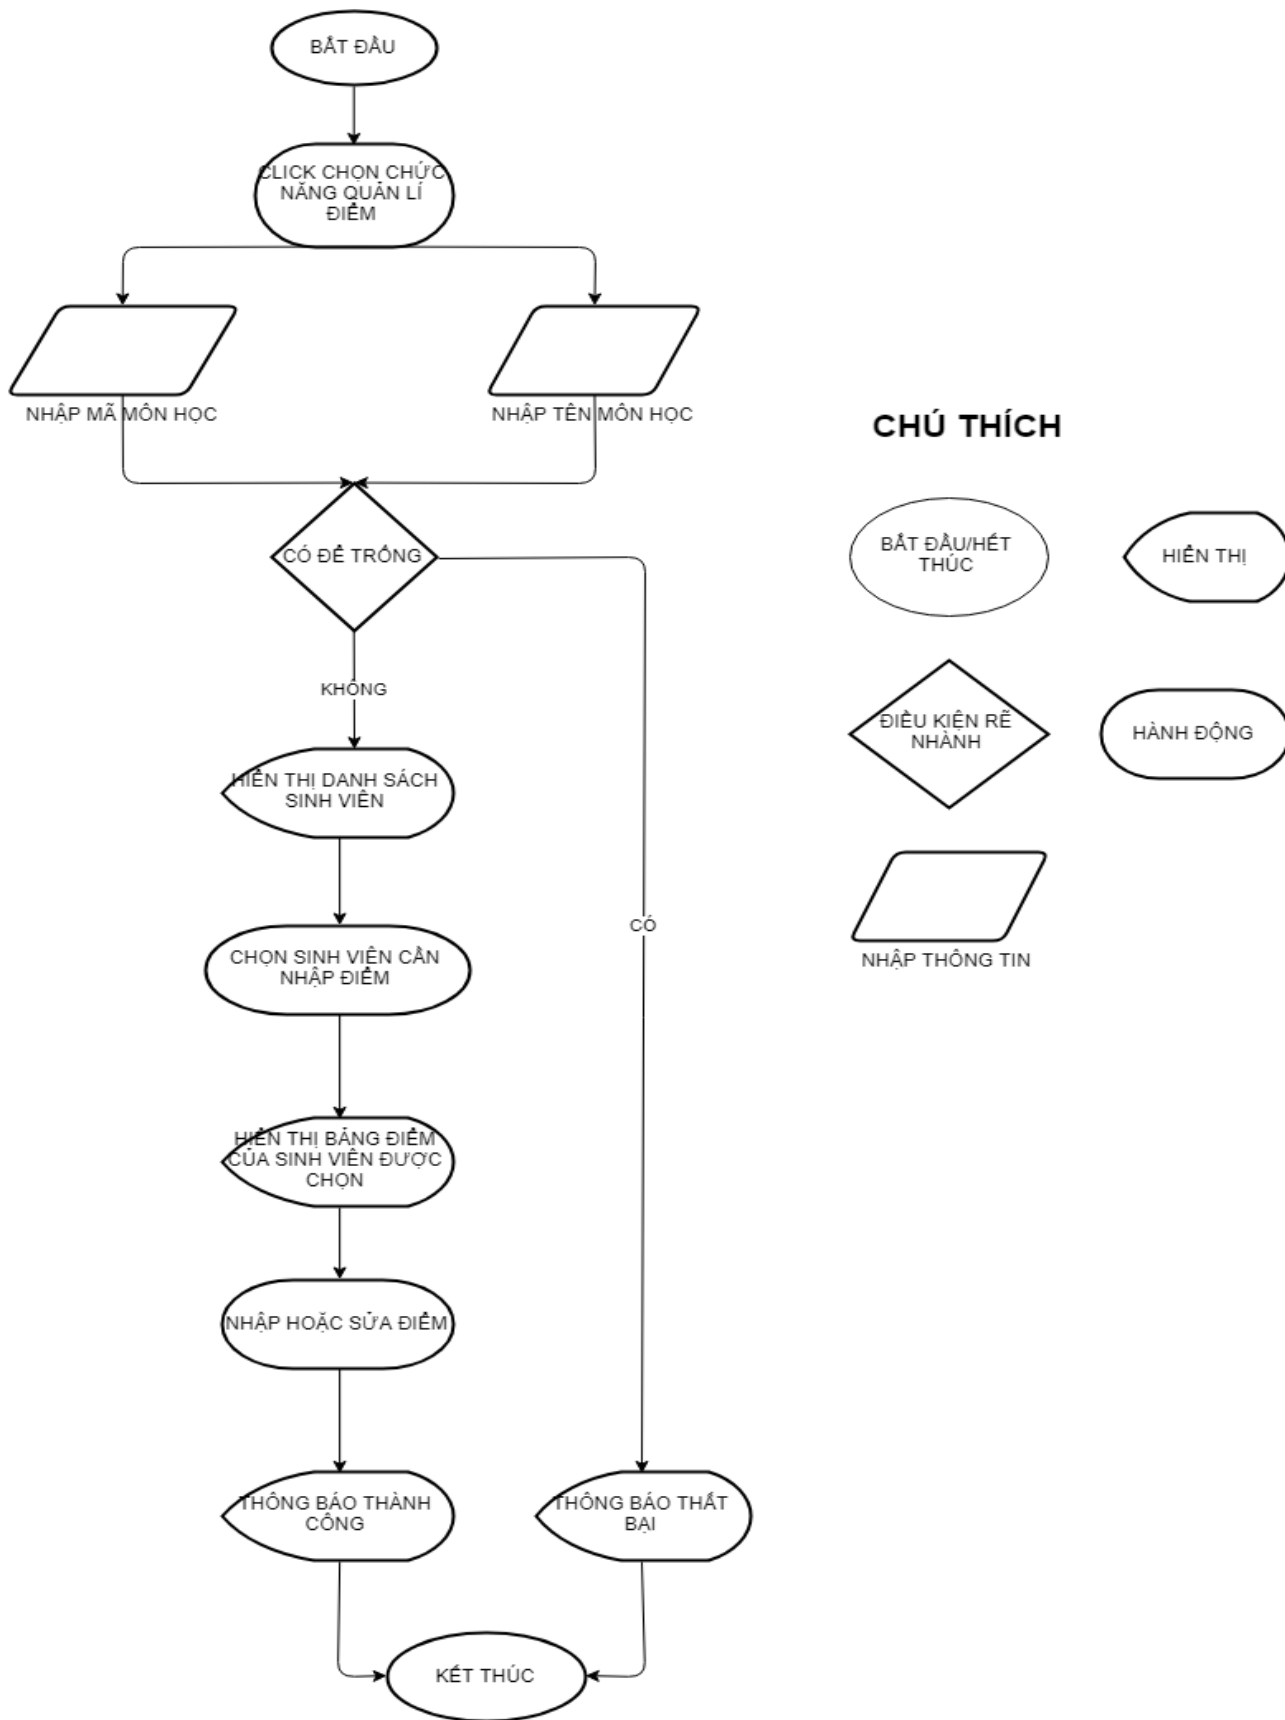 BẮT ĐẦU
CLICK CHỌN CHỨC
NĂNG QUẢN LÍ
ĐIỂM
NHẬP MÃ MÔN HỌC
NHẬP TÊN MÔN HỌC
CÓ ĐỂ TRỐNG
KHÔNG
HIỂN THỊ DANH SÁCH
SINH VIÊN
CHỌN SINH VIÊN CẦN
NHẬP ĐIỂM
CÓ
HIỂN THỊ BẢNG ĐIỂM
CỦA SINH VIÊN ĐƯỢC
CHỌN
NHẬP HOẶC SỬA ĐIỂM
THÔNG BÁO THÀNH
CÔNG
THÔNG BÁO THẤT
BẠI
KẾT THÚC
CHÚ THÍCH
BẮT ĐẦU/HẾT
THÚC
HIỂN THỊ
ĐIỀU KIỆN RẼ
NHÀNH
HÀNH ĐỘNG
NHẬP THÔNG TIN